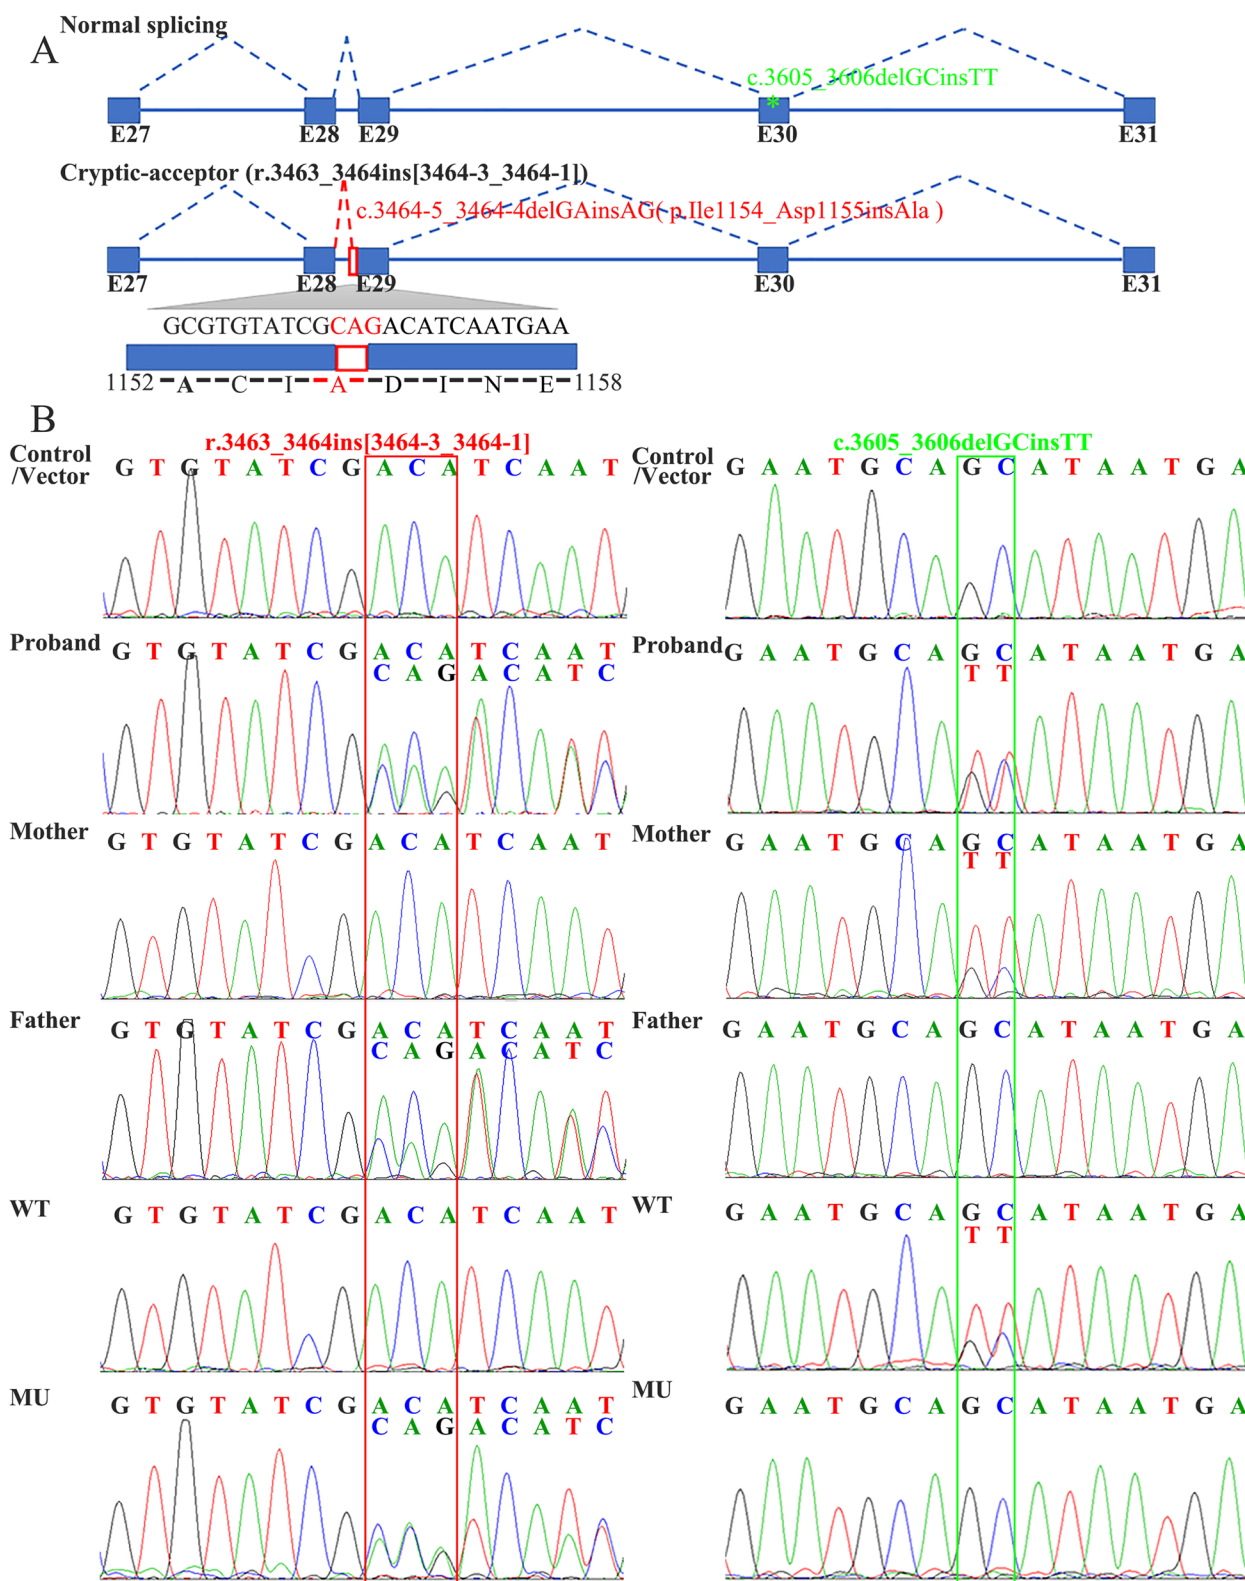 A
Normal splicing
c.3605_3606delGCinsTT
*
E27 E28 E29 E30 E31
Cryptic-acceptor (r.3463_3464ins[3464-3_3464-1])
c.3464-5_3464-4delGAinsAG( p.Ile1154_Asp1155insAla )
E27 E28 E29 E30 E31
GCGTGTATCGCAGACATCAATGAA
1152 A C I A D I N E 1158
B
r.3463_3464ins[3464-3_3464-1]
Control
/Vector
G T G T A T C G A C A T C A A T
Proband
G T G T A T C G A C A T C A A T
C A G A C A T C
Mother
G T G T A T C G A C A T C A A T
Father
G T G T A T C G A C A T C A A T
C A G A C A T C
WT
G T G T A T C G A C A T C A A T
MU
G T G T A T C G A C A T C A A T
C A G A C A T C
c.3605_3606delGCinsTT
Control
/Vector
G A A T G C A G C A T A A T G A
Proband
G A A T G C A G C A T A A T G A
T T
Mother
G A A T G C A G C A T A A T G A
T T
Father
G A A T G C A G C A T A A T G A
WT
G A A T G C A G C A T A A T G A
T T
MU
G A A T G C A G C A T A A T G A